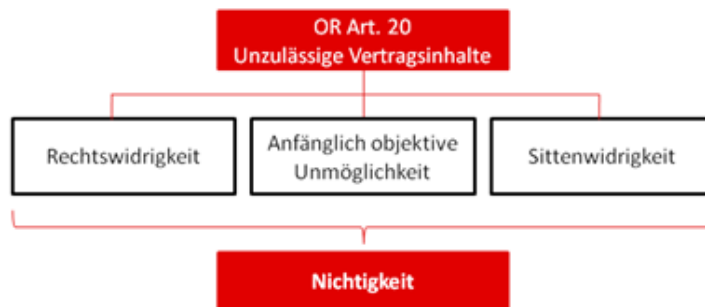 OR Art. 20
Unzulässige Vertragsinhalte
Rechtswidrigkeit
Anfänglich objektive
Unmöglichkeit
Sittenwidrigkeit
Nichtigkeit